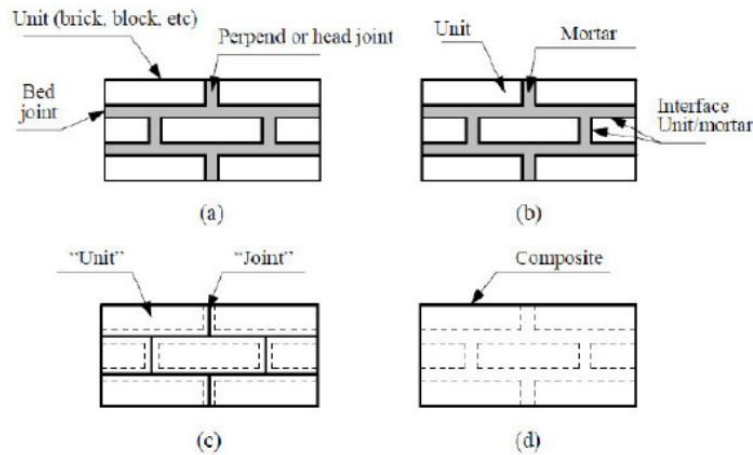 Unit (brick, block, etc)
Perpend or head joint
Bed
joint
(a)
Unit
Mortar
Interface
Unit/mortar
(b)
“Unit”
“Joint”
(c)
Composite
(d)